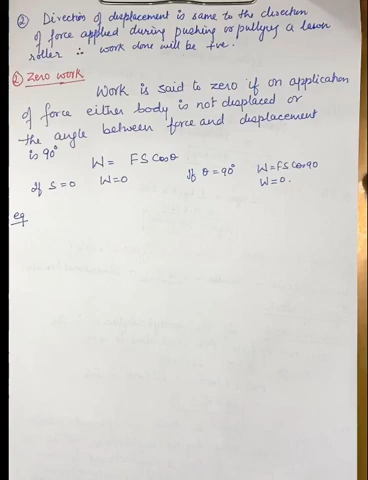 ② Direction of displacement is same to the direction
of force applied during pushing or pulling a lawn
roller ∴ work done will be +ve.
② Zero work
Work is said to zero if on application
of force either body is not displaced or
the angle between force and displacement
is 90°
W = FS Cosθ
If S=0 W=0 If θ=90° W=FS Cos90
W=0.
eg